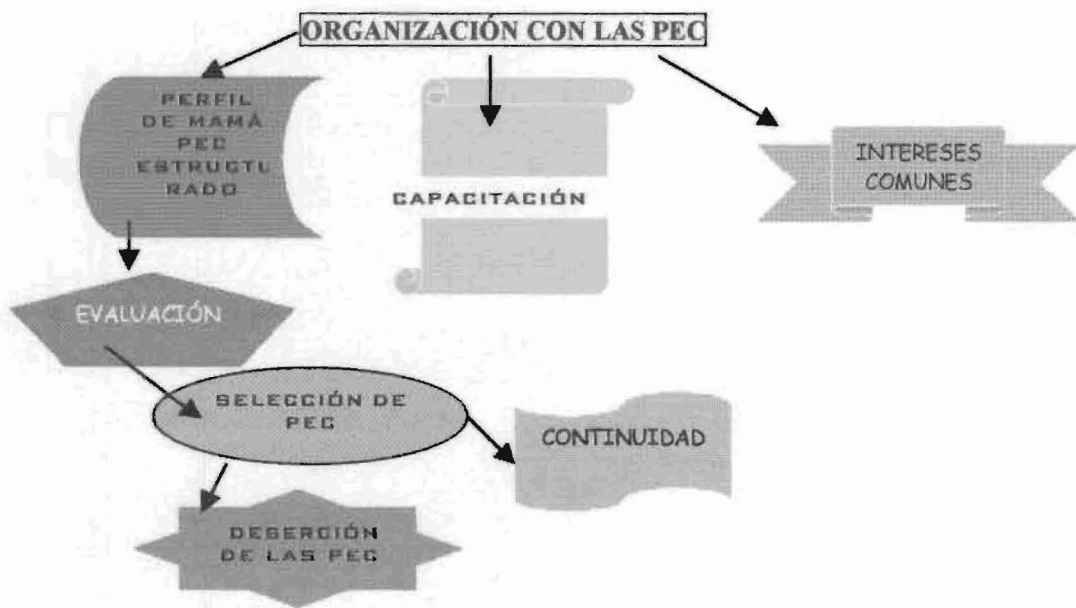 ORGANIZACIÓN CON LAS PEC
PERFIL
DE MAMÁ
PEC
ESTRUCTU
RADO
CAPACITACIÓN
INTERESES
COMUNES
EVALUACIÓN
SELECCIÓN DE
PEC
CONTINUIDAD
DESERCIÓN
DE LAS PEC